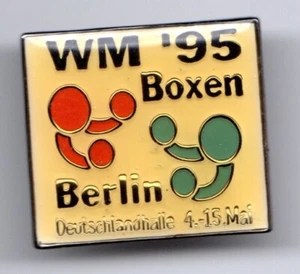 WM '95
Boxen
Berlin
Deutschlandhalle 4.-15.Mai